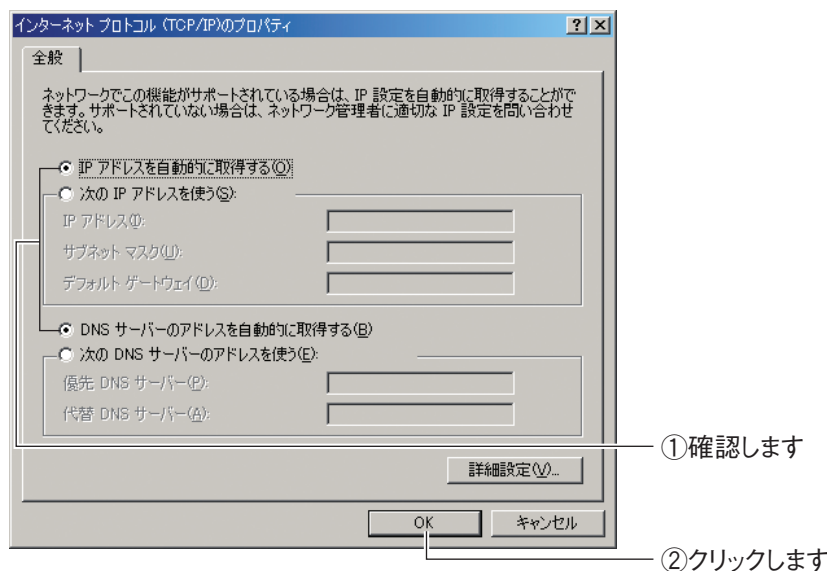 インターネット プロトコル (TCP/IP)のプロパティ
全般
ネットワークでこの機能がサポートされている場合は、IP 設定を自動的に取得することがで
きます。サポートされていない場合は、ネットワーク管理者に適切な IP 設定を問い合わせ
てください。
IP アドレスを自動的に取得する(O)
次の IP アドレスを使う(S):
IP アドレス(I):
サブネット マスク(U):
デフォルト ゲートウェイ(D):
DNS サーバーのアドレスを自動的に取得する(B)
次の DNS サーバーのアドレスを使う(E):
優先 DNS サーバー(P):
代替 DNS サーバー(A):
①確認します
詳細設定(V)...
OK
キャンセル
②クリックします